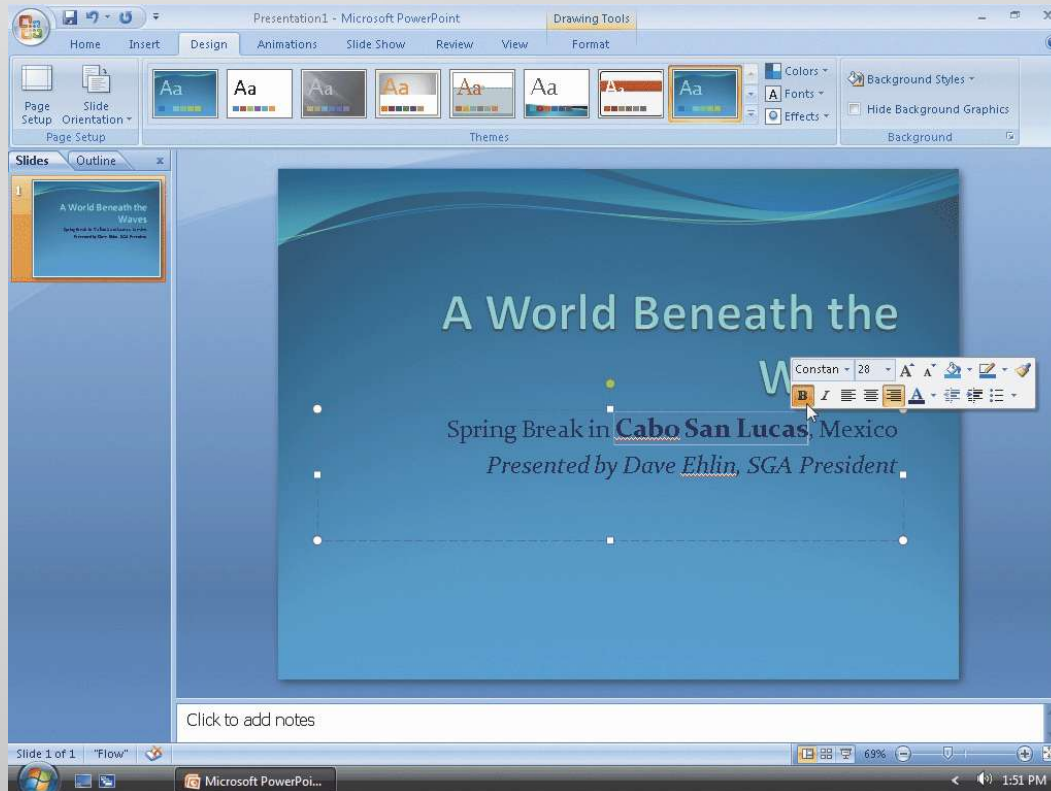 Presentation1 - Microsoft PowerPoint
Drawing Tools
Home Insert Design Animations Slide Show Review View Format
Aa Aa Aa Aa Aa Aa Aa Aa
Colors
Fonts
Effects
Background Styles
Hide Background Graphics
Page Setup
Slide Orientation
Page Setup Themes Background
Slides Outline x
1
A World Beneath the
Waves
A World Beneath the
W
Constan 28 A A
B I A
Spring Break in Cabo San Lucas, Mexico
Presented by Dave Ehlin, SGA President
Click to add notes
Slide 1 of 1 "Flow" 69%
Microsoft PowerPoi... 1:51 PM